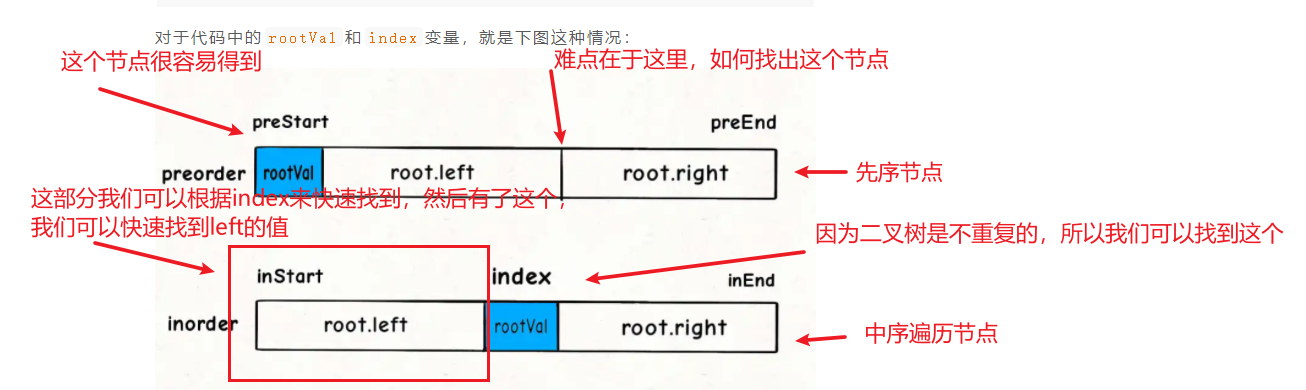 对于代码中的 rootVal 和 index 变量，就是下图这种情况：
这个节点很容易得到
难点在于这里，如何找出这个节点
preStart
preEnd
preorder
rootVal
root.left
root.right
先序节点
这部分我们可以根据index来快速找到，然后有了这个，
我们可以快速找到left的值
因为二叉树是不重复的，所以我们可以找到这个
inStart
index
inEnd
inorder
root.left
rootVal
root.right
中序遍历节点